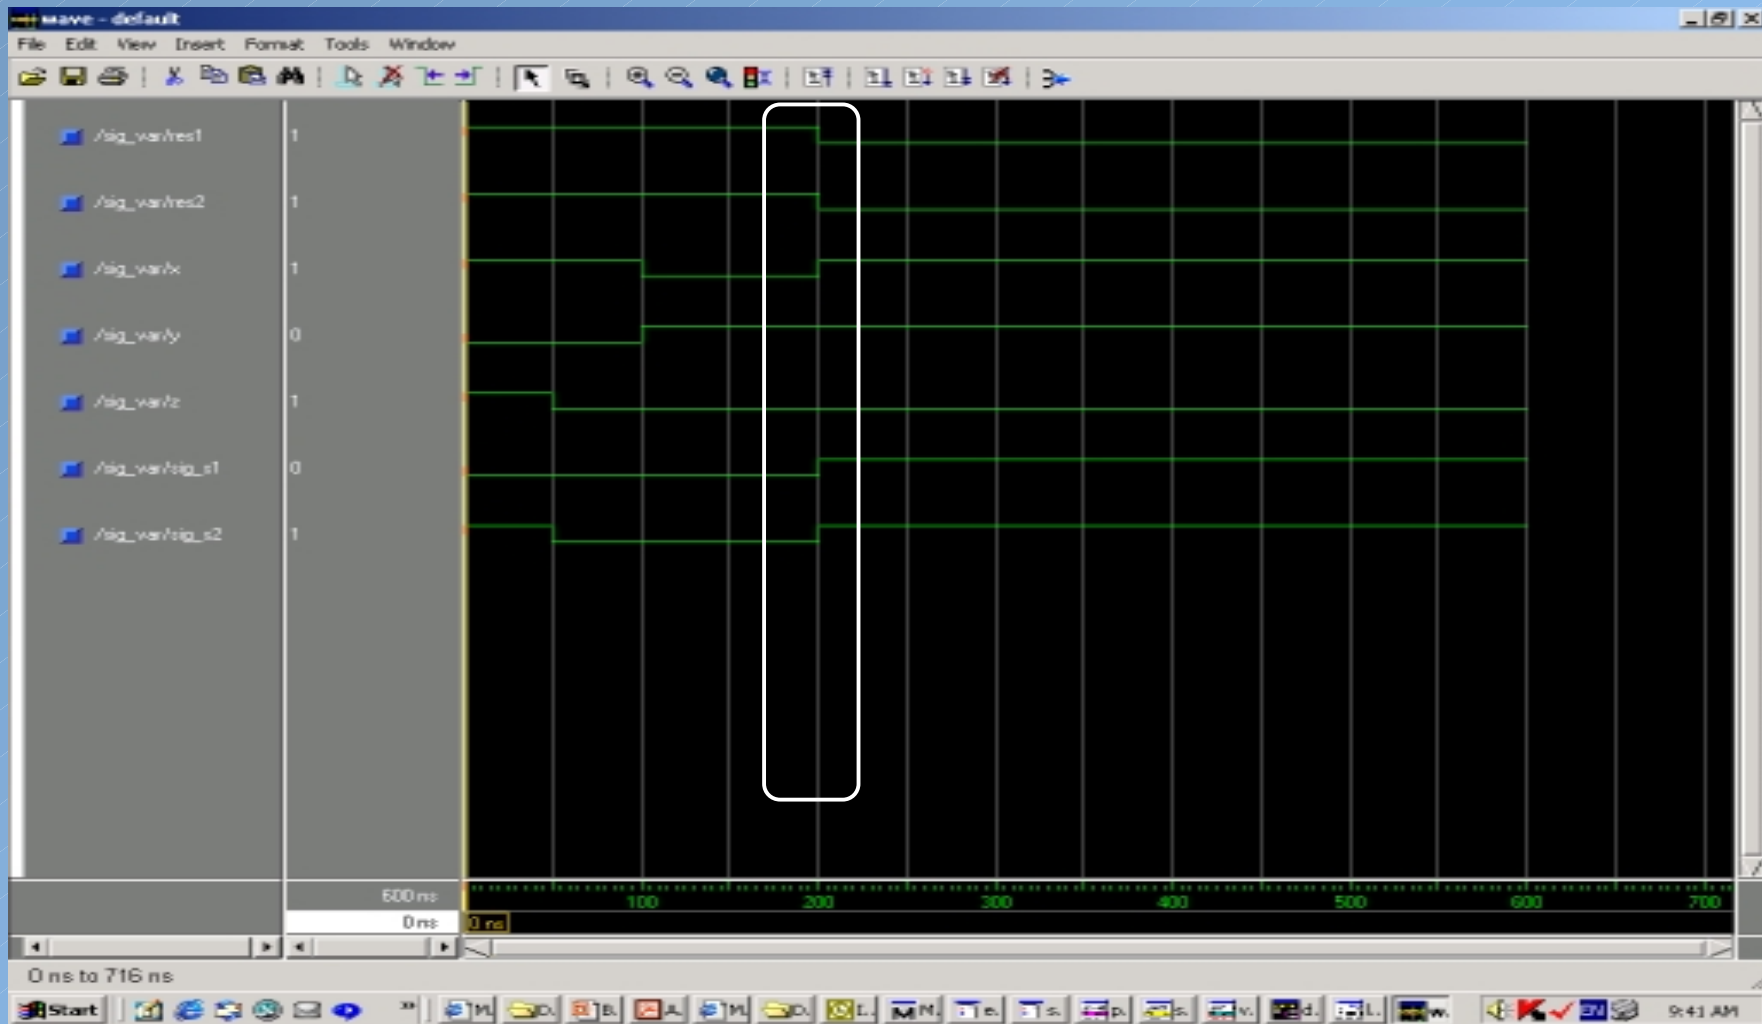 wave - default
File Edit View Insert Format Tools Window
/sig_var/res1 1
/sig_var/res2 1
/sig_var/x 1
/sig_var/y 0
/sig_var/z 1
/sig_var/sig_s1 0
/sig_var/sig_s2 1
600 ns 100 200 300 400 500 600 700
0 ns 0 ns
0 ns to 716 ns
Start M. D. B. A. M. D. L. M. e. s. p. s. v. d. L. w. EN 9:41 AM